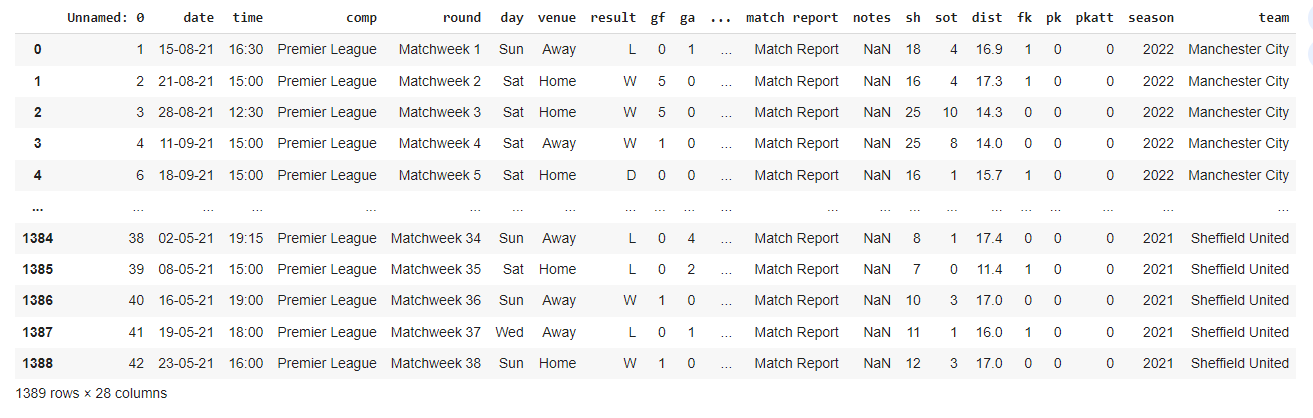 Unnamed: 0 date time comp round day venue result gf ga ... match report notes sh sot dist fk pk pkatt season team
0 1 15-08-21 16:30 Premier League Matchweek 1 Sun Away L 0 1 ... Match Report NaN 18 4 16.9 1 0 0 2022 Manchester City
1 2 21-08-21 15:00 Premier League Matchweek 2 Sat Home W 5 0 ... Match Report NaN 16 4 17.3 1 0 0 2022 Manchester City
2 3 28-08-21 12:30 Premier League Matchweek 3 Sat Home W 5 0 ... Match Report NaN 25 10 14.3 0 0 0 2022 Manchester City
3 4 11-09-21 15:00 Premier League Matchweek 4 Sat Away W 1 0 ... Match Report NaN 25 8 14.0 0 0 0 2022 Manchester City
4 6 18-09-21 15:00 Premier League Matchweek 5 Sat Home D 0 0 ... Match Report NaN 16 1 15.7 1 0 0 2022 Manchester City
... ... ... ... ... ... ... ... ... ... ... ... ... ... ... ... ... ... ... ... ... ...
1384 38 02-05-21 19:15 Premier League Matchweek 34 Sun Away L 0 4 ... Match Report NaN 8 1 17.4 0 0 0 2021 Sheffield United
1385 39 08-05-21 15:00 Premier League Matchweek 35 Sat Home L 0 2 ... Match Report NaN 7 0 11.4 1 0 0 2021 Sheffield United
1386 40 16-05-21 19:00 Premier League Matchweek 36 Sun Away W 1 0 ... Match Report NaN 10 3 17.0 0 0 0 2021 Sheffield United
1387 41 19-05-21 18:00 Premier League Matchweek 37 Wed Away L 0 1 ... Match Report NaN 11 1 16.0 1 0 0 2021 Sheffield United
1388 42 23-05-21 16:00 Premier League Matchweek 38 Sun Home W 1 0 ... Match Report NaN 12 3 17.0 0 0 0 2021 Sheffield United
1389 rows × 28 columns